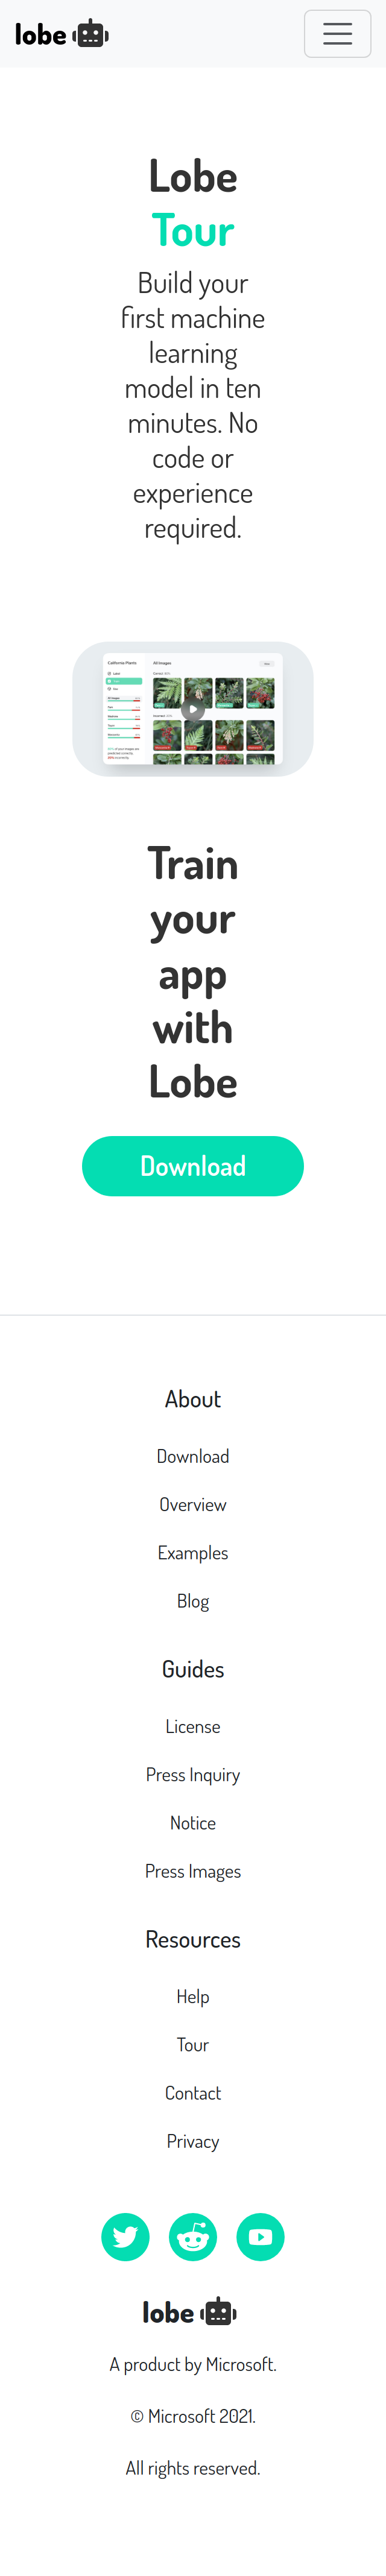 lobe
Lobe
Tour
Build your
first machine
learning
model in ten
minutes. No
code or
experience
required.
California Plants
All Images
Train
your
app
with
Lobe
Download
About
Download
Overview
Examples
Blog
Guides
License
Press Inquiry
Notice
Press Images
Resources
Help
Tour
Contact
Privacy
lobe
A product by Microsoft.
© Microsoft 2021.
All rights reserved.